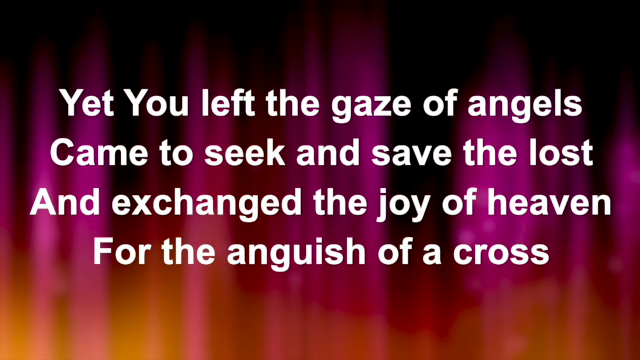 Yet You left the gaze of angels
Came to seek and save the lost
And exchanged the joy of heaven
For the anguish of a cross